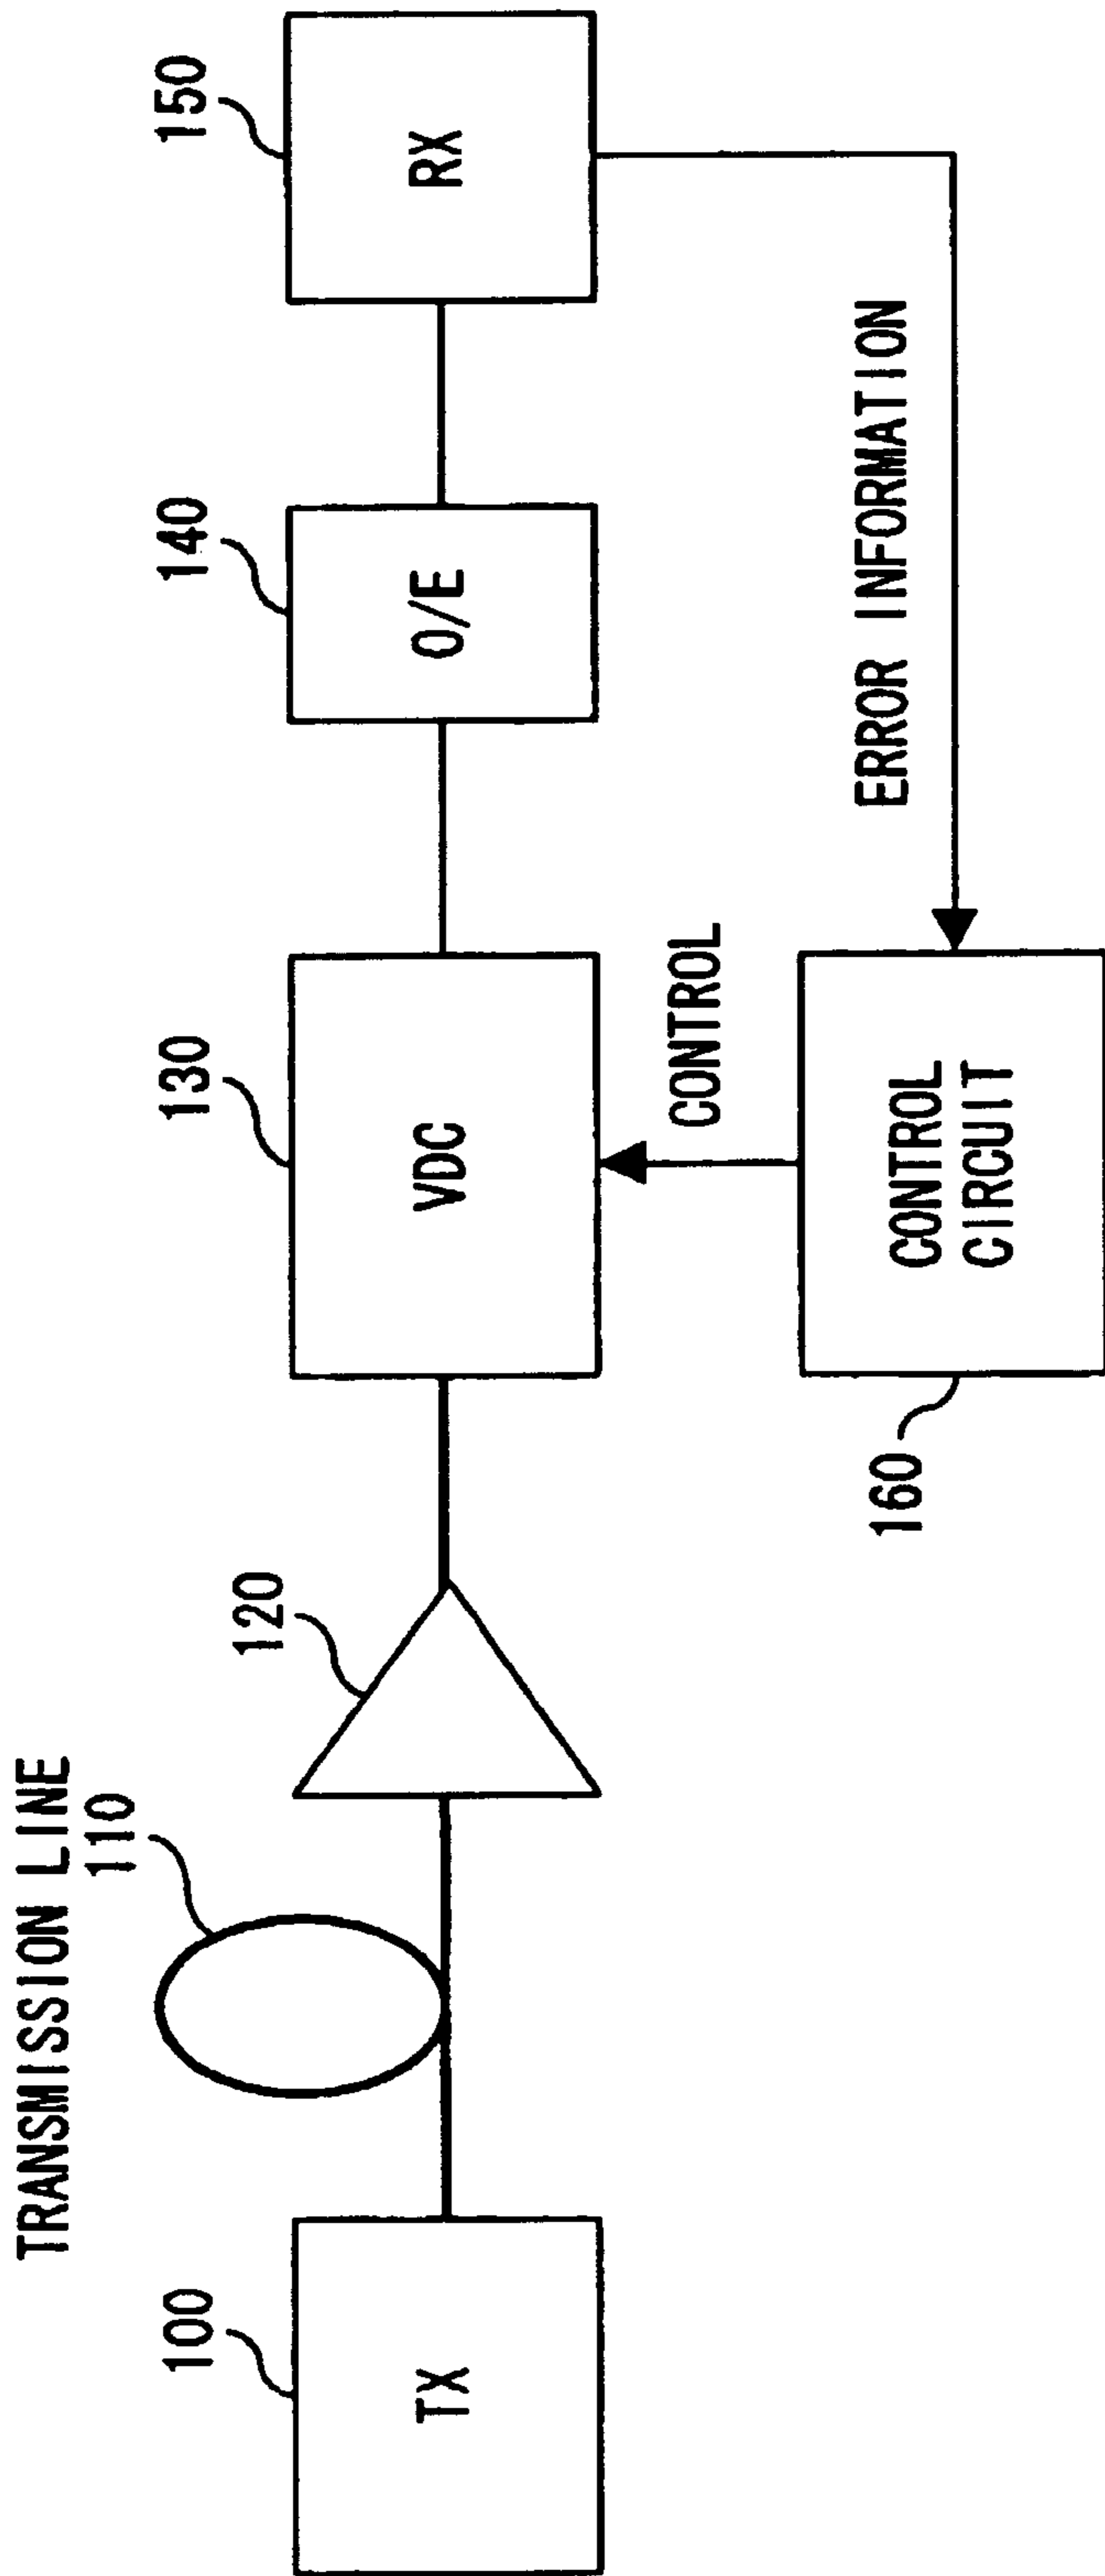 TRANSMISSION LINE
110
100
TX
120
130
VDC
140
O/E
150
RX
CONTROL
ERROR INFORMATION
CONTROL
CIRCUIT
160